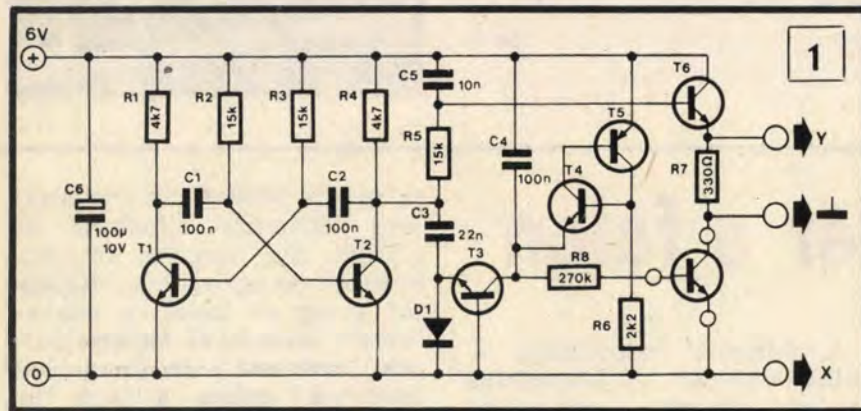 6V
+
1
R1
4k7
R2
15k
R3
15k
R4
4k7
C5
10n
R5
15k
C4
100n
T5
T6
Y
R7
330Ω
C6
100µ
10V
C1
100n
C2
100n
T1
T2
C3
22n
T3
T4
R8
270k
D1
R6
2k2
0
X